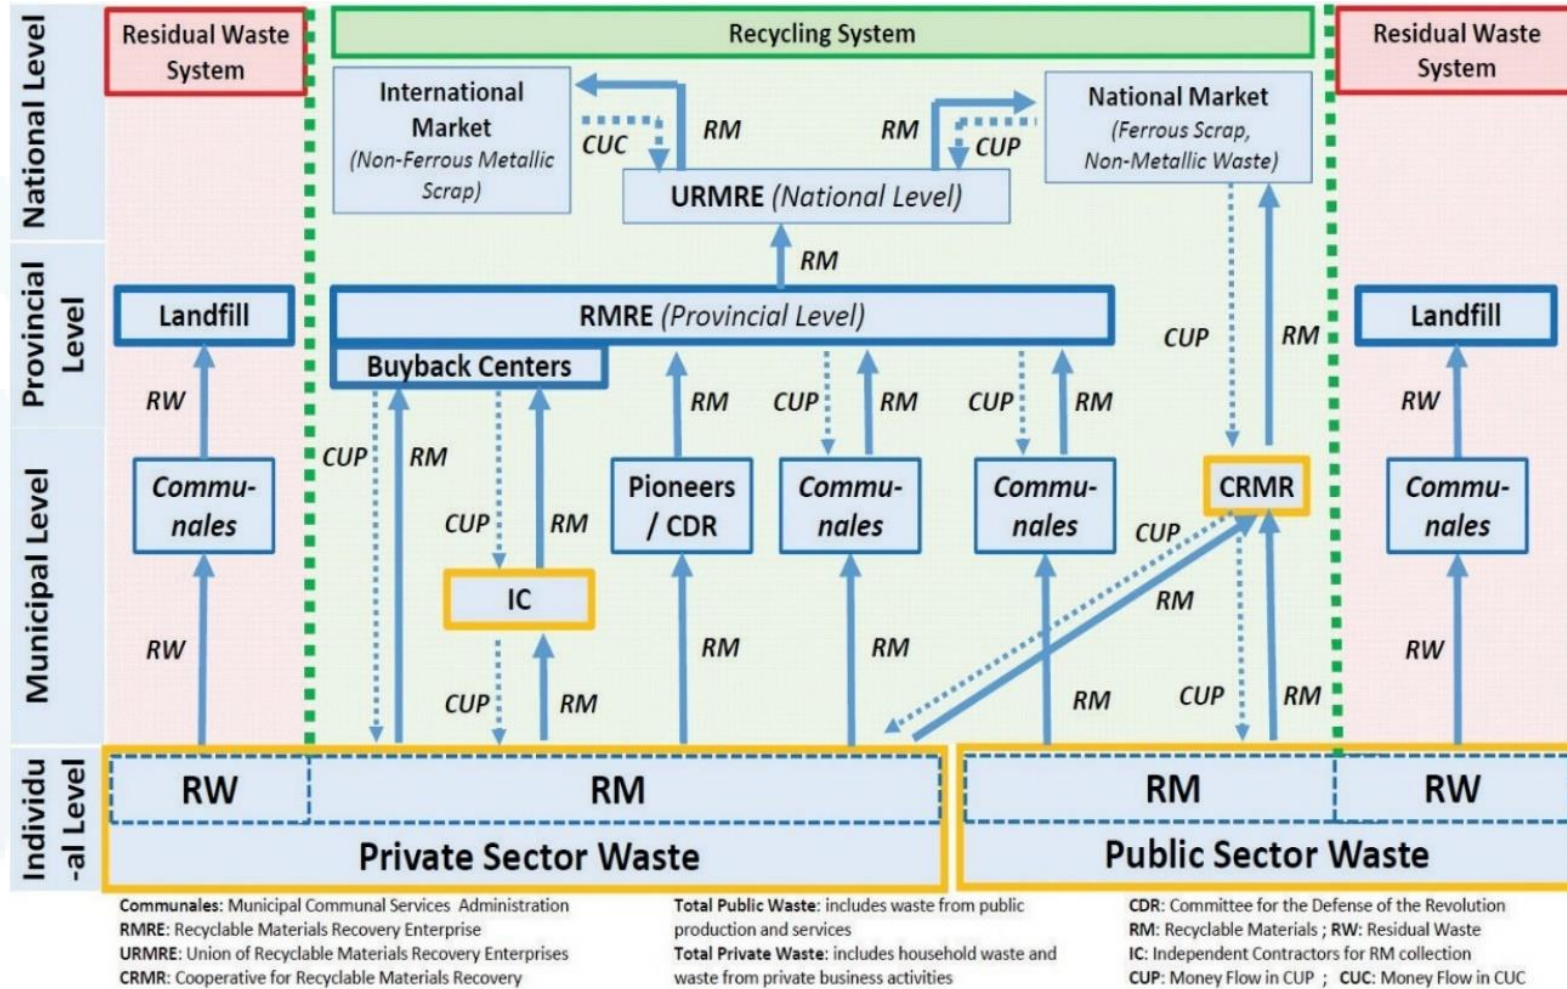 National Level
Residual Waste
System
Recycling System
Residual Waste
System
International
Market
(Non-Ferrous Metallic
Scrap)
CUC
RM
RM
CUP
National Market
(Ferrous Scrap,
Non-Metallic Waste)
URMRE (National Level)
RM
Provincial
Level
Landfill
RMRE (Provincial Level)
Buyback Centers
Landfill
CUP
RM
RW
RM
CUP
RM
CUP
RM
RW
Municipal Level
CUP
RM
Commu-
nales
Pioneers
/ CDR
Commu-
nales
Commu-
nales
CRMR
Commu-
nales
CUP
RM
CUP
IC
RM
RW
CUP
RM
RM
RM
RM
CUP
RM
RW
Individu
-al Level
RW
RM
RM
RW
Private Sector Waste
Public Sector Waste
Communales: Municipal Communal Services Administration
RMRE: Recyclable Materials Recovery Enterprise
URMRE: Union of Recyclable Materials Recovery Enterprises
CRMR: Cooperative for Recyclable Materials Recovery
Total Public Waste: includes waste from public
production and services
Total Private Waste: includes household waste and
waste from private business activities
CDR: Committee for the Defense of the Revolution
RM: Recyclable Materials ; RW: Residual Waste
IC: Independent Contractors for RM collection
CUP: Money Flow in CUP ; CUC: Money Flow in CUC